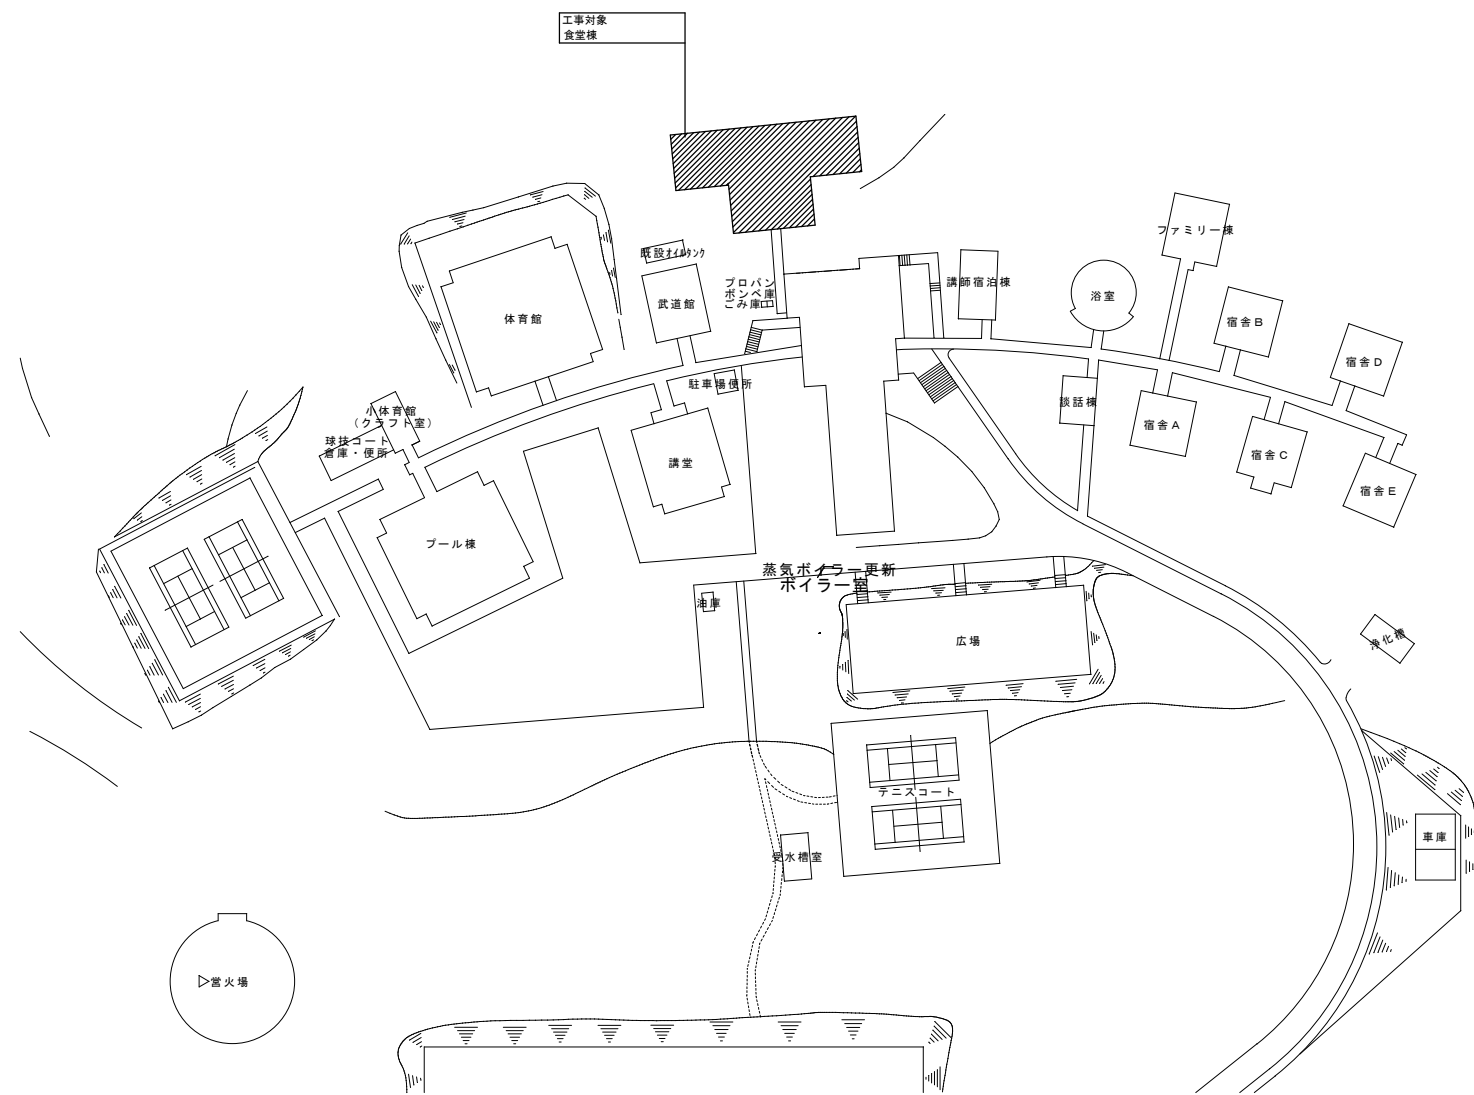 工事対象
食堂棟
ファミリー棟
既設オイルタンク
プロパン
ボンベ庫
ごみ庫
講師宿泊棟
浴室
武道館
体育館
宿舎B
宿舎D
駐車場便所
談話棟
小体育館
(クラフト室)
宿舎A
球技コート
倉庫・便所
講堂
宿舎C
宿舎E
プール棟
蒸気ボイラー更新
ボイラー室
油庫
広場
浄化槽
テニスコート
車庫
受水槽室
営火場